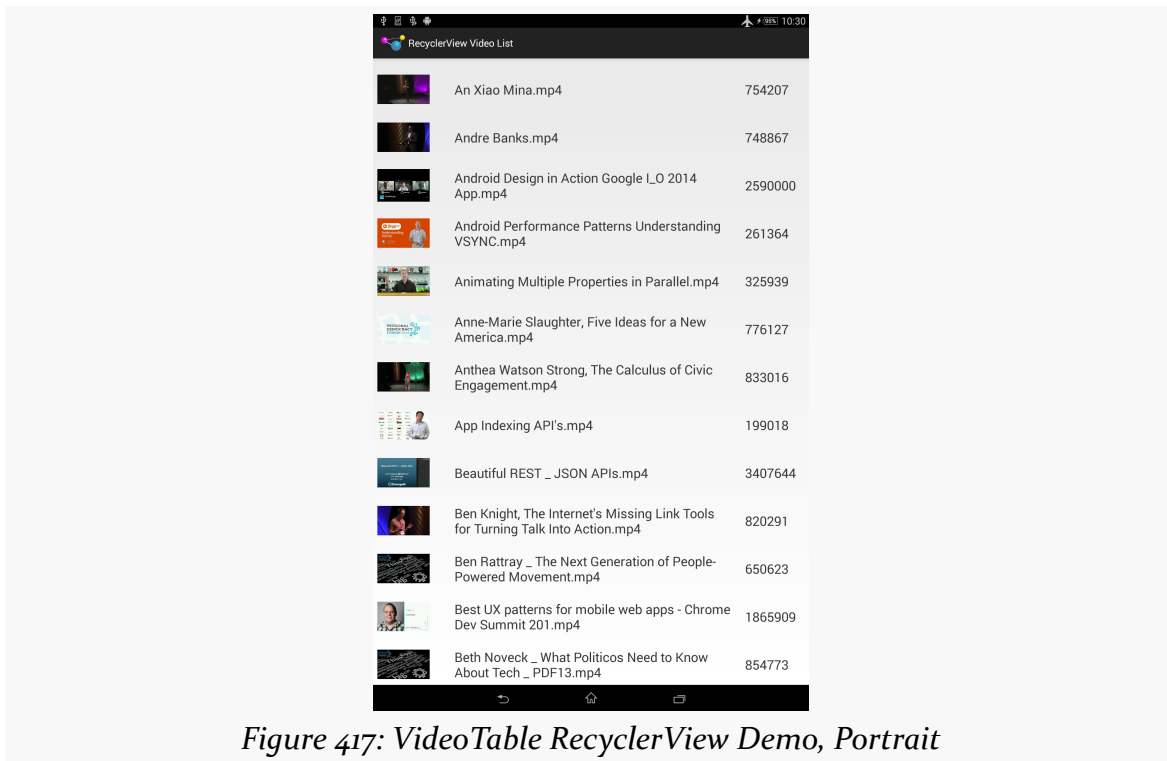 95% 10:30
RecyclerView Video List
An Xiao Mina.mp4 754207
Andre Banks.mp4 748867
Android Design in Action Google I_O 2014
App.mp4 2590000
Android Performance Patterns Understanding
VSYNC.mp4 261364
Animating Multiple Properties in Parallel.mp4 325939
Anne-Marie Slaughter, Five Ideas for a New
America.mp4 776127
Anthea Watson Strong, The Calculus of Civic
Engagement.mp4 833016
App Indexing API's.mp4 199018
Beautiful REST _ JSON APIs.mp4 3407644
Ben Knight, The Internet's Missing Link Tools
for Turning Talk Into Action.mp4 820291
Ben Rattray _ The Next Generation of People-
Powered Movement.mp4 650623
Best UX patterns for mobile web apps - Chrome
Dev Summit 201.mp4 1865909
Beth Noveck _ What Politicos Need to Know
About Tech _ PDF13.mp4 854773
Figure 417: VideoTable RecyclerView Demo, Portrait